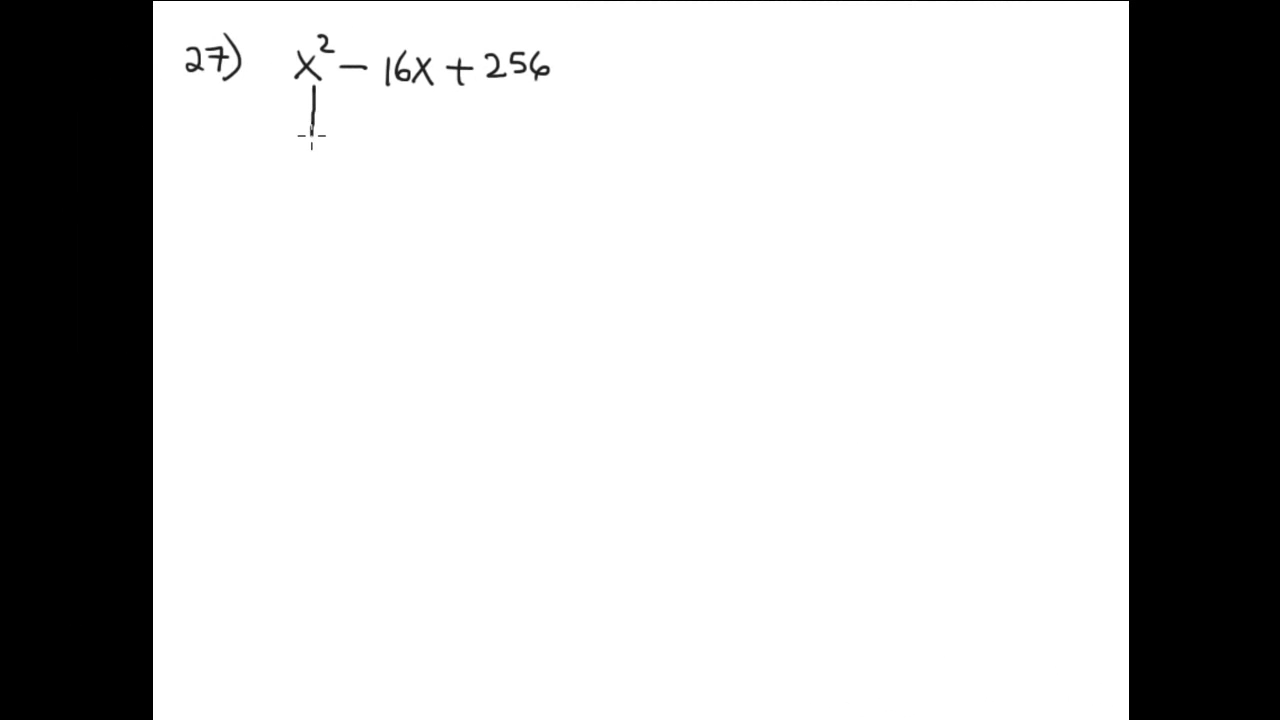 27) x² − 16x + 256